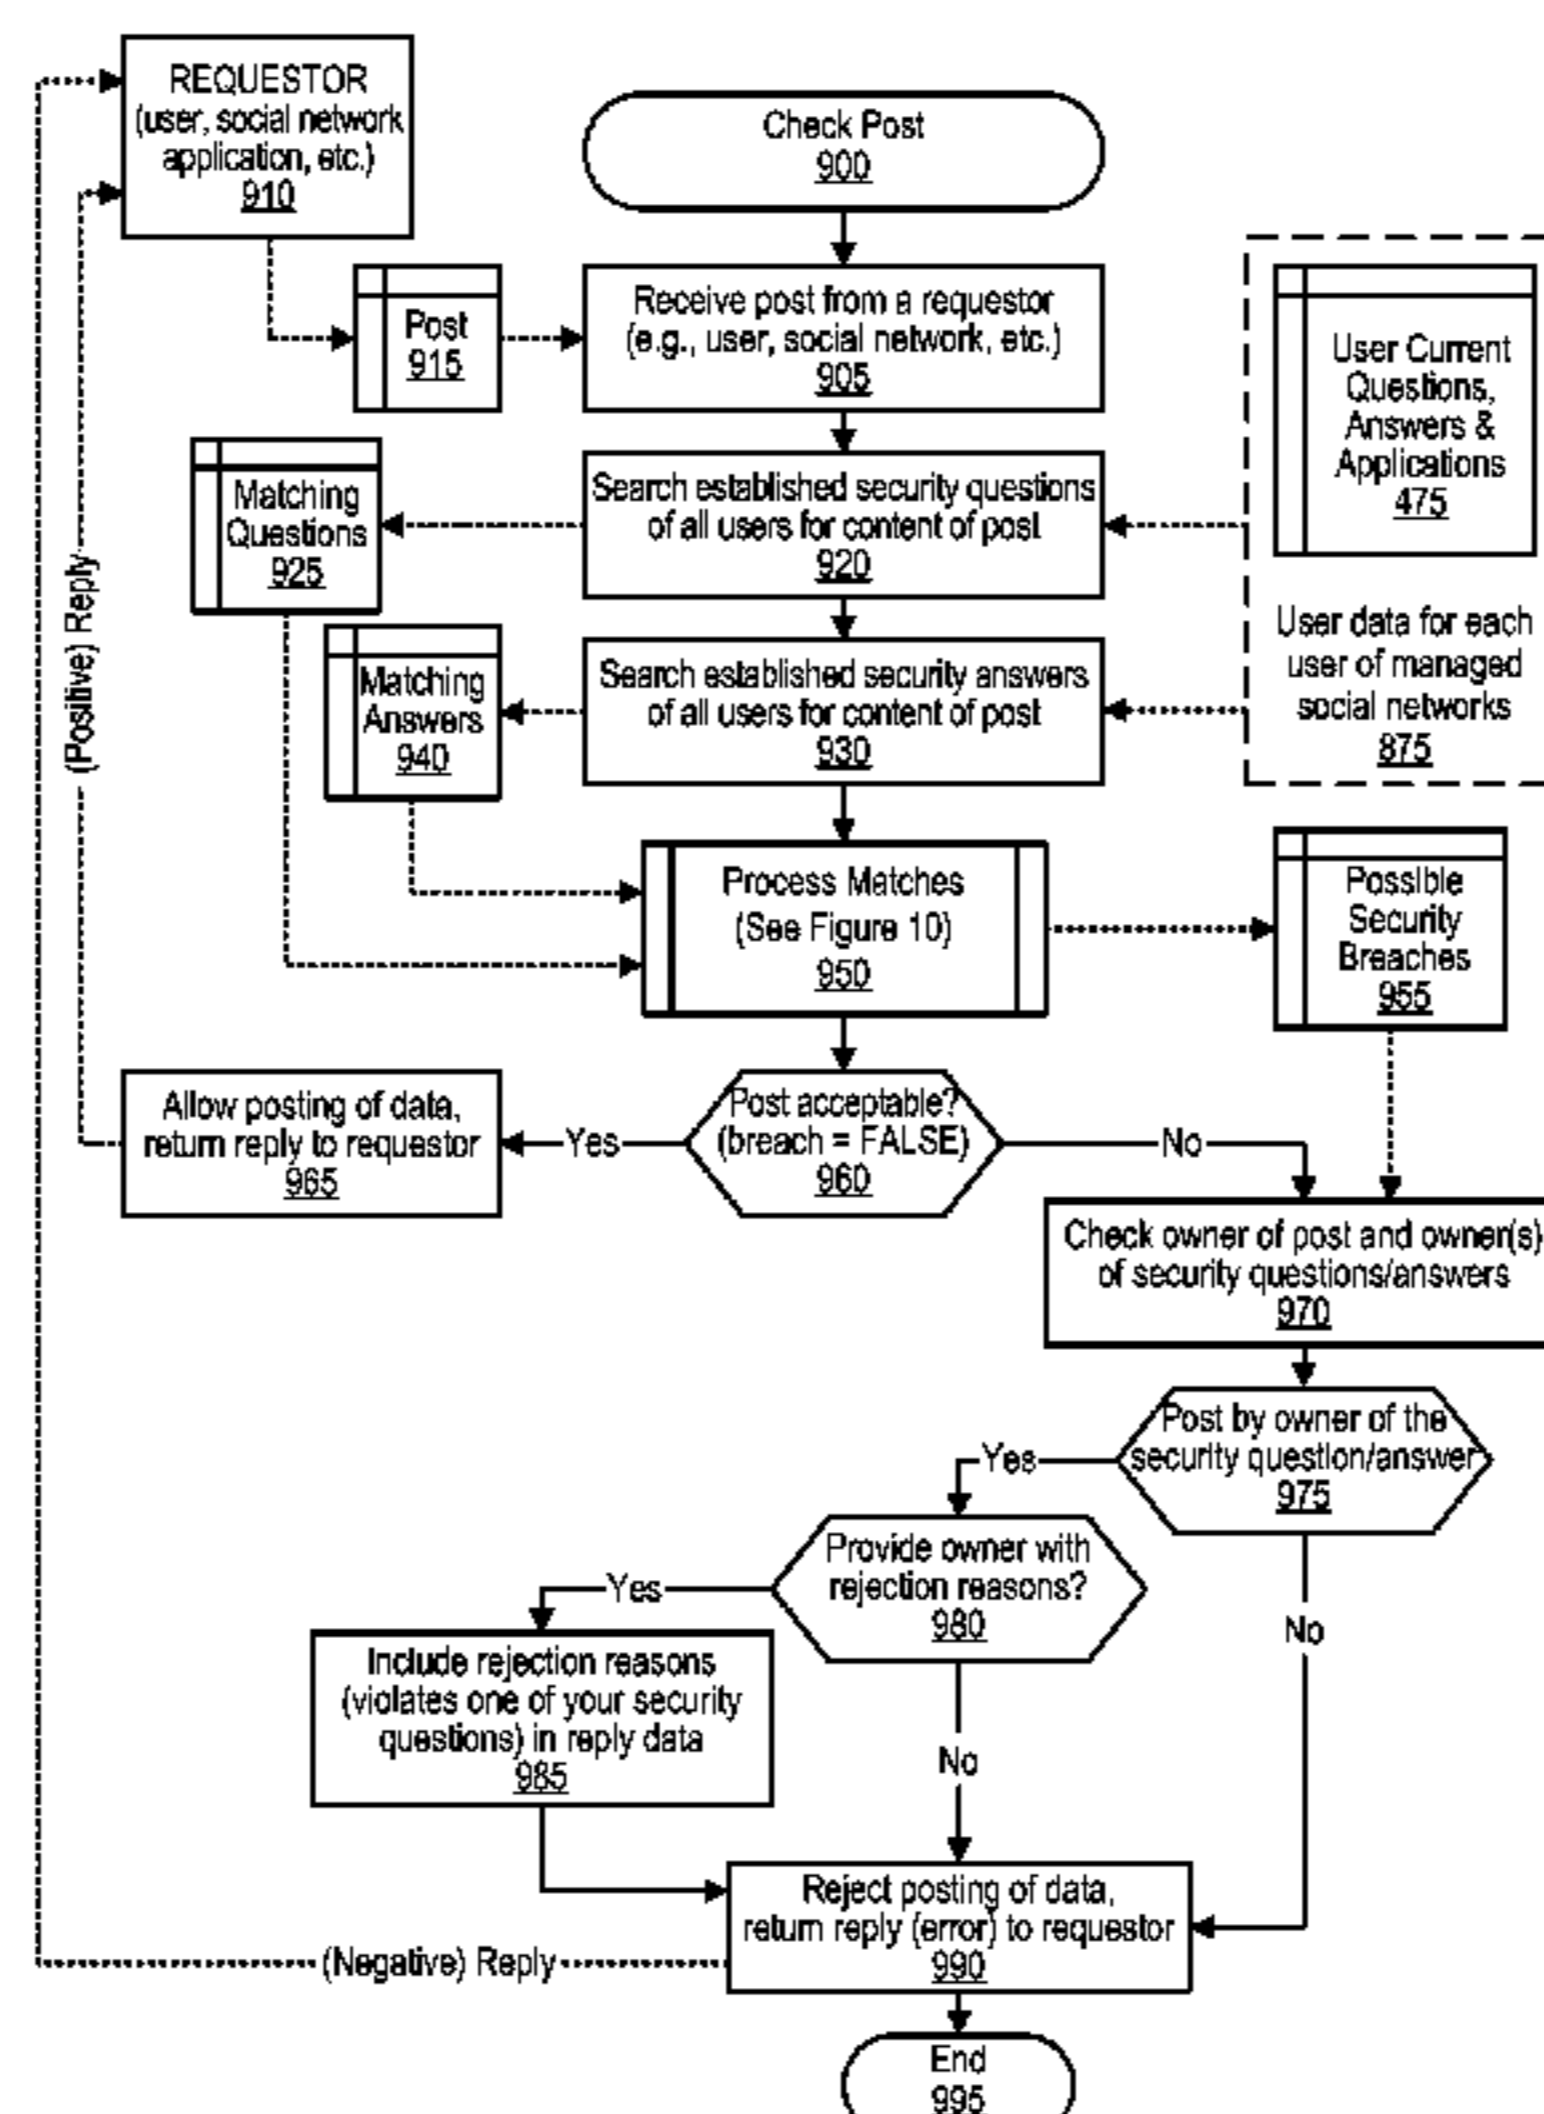 REQUESTOR
(user, social network
application, etc.)
910
Check Post
900
Post
915
Receive post from a requestor
(e.g., user, social network, etc.)
905
User Current
Questions,
Answers &
Applications
475
Matching
Questions
925
Search established security questions
of all users for content of post
920
User data for each
user of managed
social networks
875
(Positive) Reply
Matching
Answers
940
Search established security answers
of all users for content of post
930
Process Matches
(See Figure 10)
950
Possible
Security
Breaches
955
Allow posting of data,
return reply to requestor
965
Yes
Post acceptable?
(breach = FALSE)
960
No
Check owner of post and owner(s)
of security questions/answers
970
Post by owner of the
security question/answer
975
Yes
Provide owner with
rejection reasons?
980
Yes
No
Include rejection reasons
(violates one of your security
questions) in reply data
985
No
Reject posting of data,
return reply (error) to requestor
990
(Negative) Reply
End
995